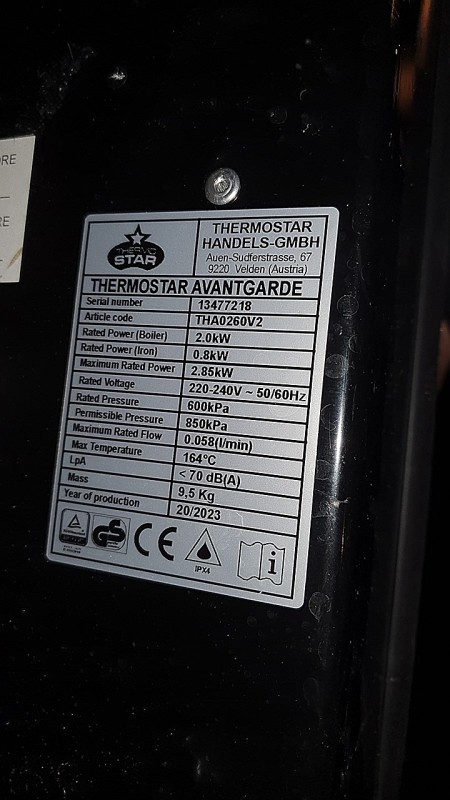 ORE
RE
THERMO
STAR
THERMOSTAR
HANDELS-GMBH
Auen-Sudferstrasse, 67
9220 Velden (Austria)
THERMOSTAR AVANTGARDE
Serial number 13477218
Article code THA0260V2
Rated Power (Boiler) 2.0kW
Rated Power (Iron) 0.8kW
Maximum Rated Power 2.85kW
Rated Voltage 220-240V ~ 50/60Hz
Rated Pressure 600kPa
Permissible Pressure 850kPa
Maximum Rated Flow 0.058(l/min)
Max Temperature 164°C
LpA < 70 dB(A)
Mass 9,5 Kg
Year of production 20/2023
GS CE i
IPX4